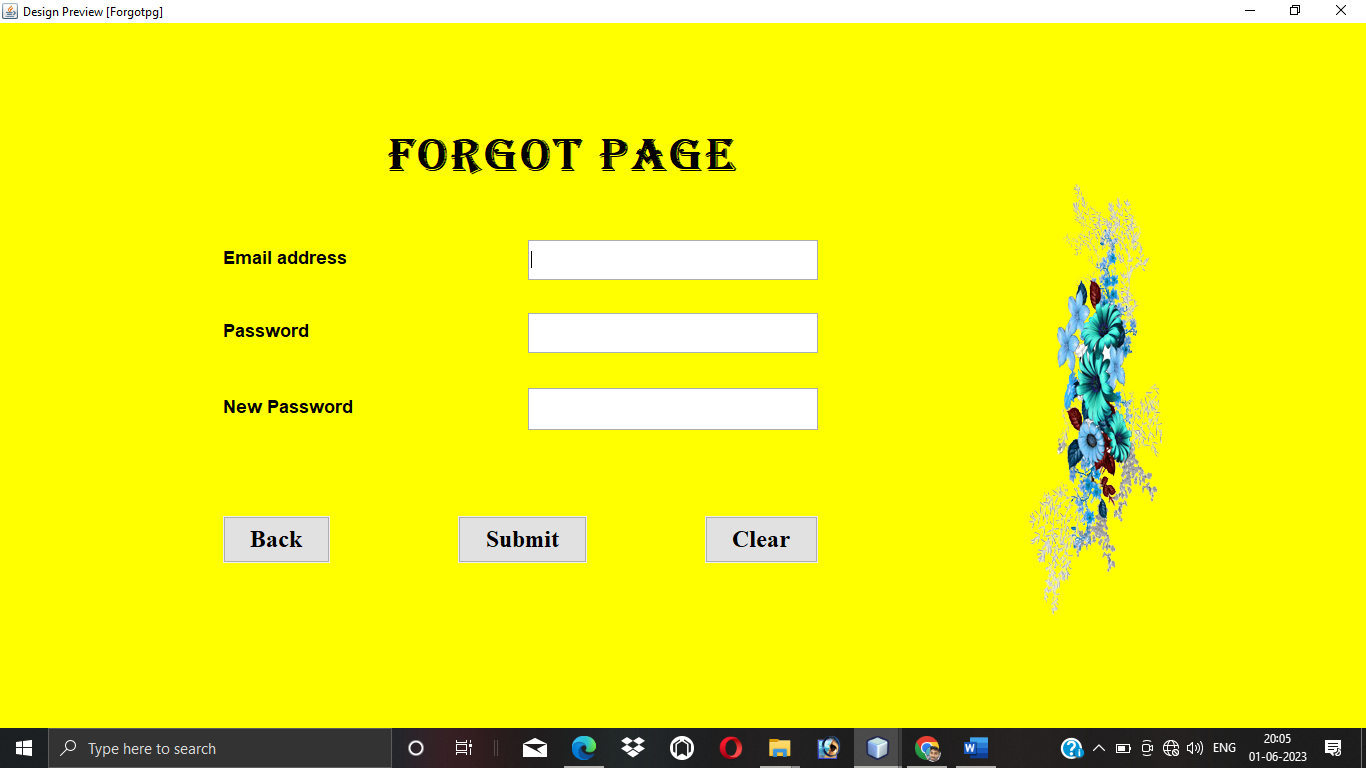 Design Preview [Forgotpg]
FORGOT PAGE
Email address
Password
New Password
Back Submit Clear
Type here to search
ENG
20:05
01-06-2023